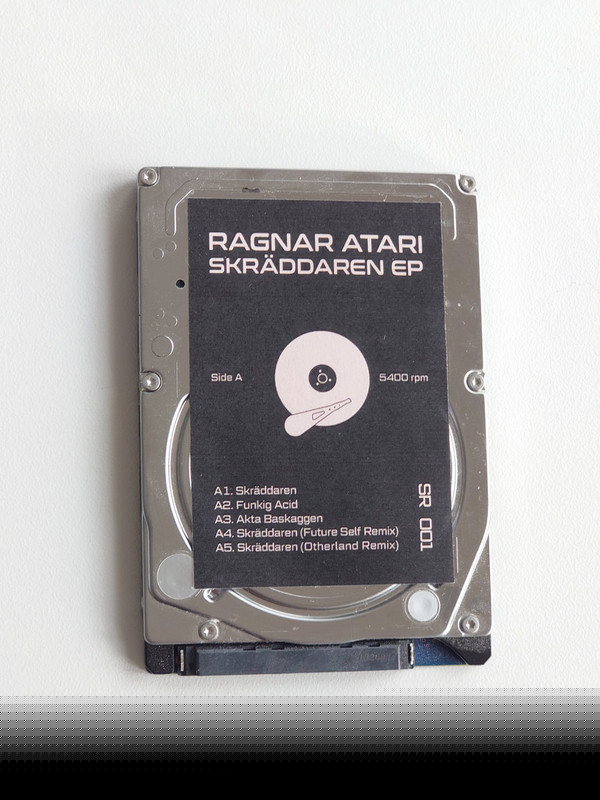 RAGNAR ATARI
SKRÄDDAREN EP
Side A
5400 rpm
A1. Skräddaren
A2. Funkig Acid
A3. Akta Baskaggen
A4. Skräddaren (Future Self Remix)
A5. Skräddaren (Otherland Remix)
SR 001